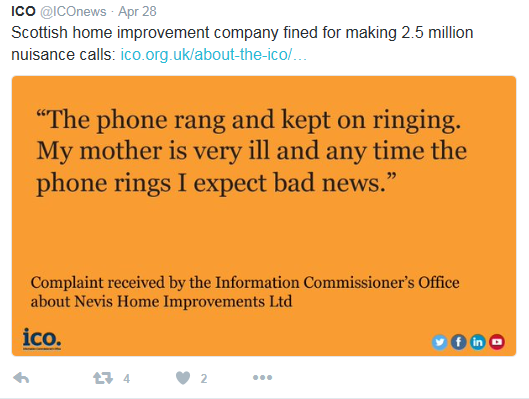 ICO @ICOnews · Apr 28
Scottish home improvement company fined for making 2.5 million
nuisance calls: ico.org.uk/about-the-ico/…
“The phone rang and kept on ringing.
My mother is very ill and any time the
phone rings I expect bad news.”
Complaint received by the Information Commissioner’s Office
about Nevis Home Improvements Ltd
ico.
4 2